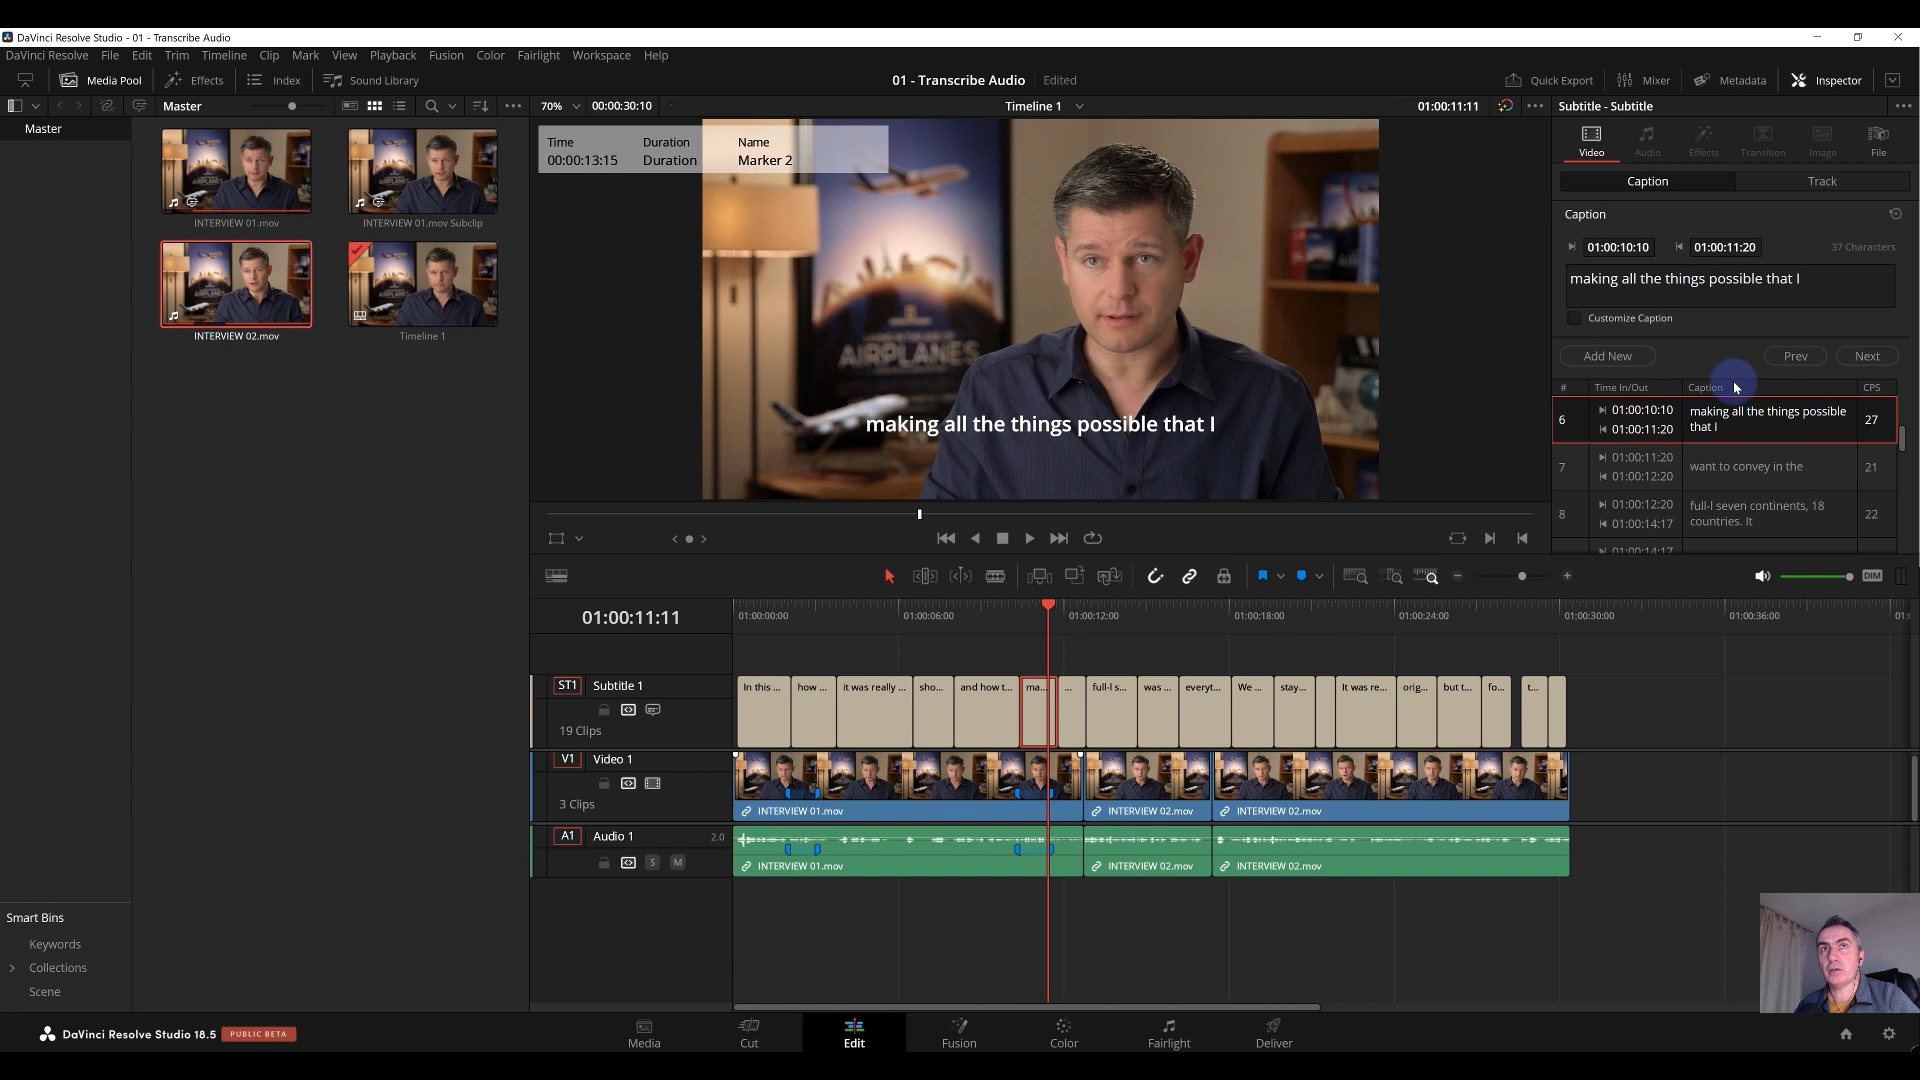 DaVinci Resolve Studio - 01 - Transcribe Audio
DaVinci Resolve File Edit Trim Timeline Clip Mark View Playback Fusion Color Fairlight Workspace Help
Media Pool Effects Index Sound Library
01 - Transcribe Audio Edited
Quick Export Mixer Metadata Inspector
Master
70% 00:00:30:10
Timeline 1
01:00:11:11
Subtitle - Subtitle
Master
INTERVIEW 01.mov
INTERVIEW 01.mov Subclip
INTERVIEW 02.mov
Timeline 1
Time Duration Name
00:00:13:15 Duration Marker 2
AIRPLANES
making all the things possible that I
Video Audio Effects Transition Image File
Caption Track
Caption
01:00:10:10 01:00:11:20 37 Characters
making all the things possible that I
Customize Caption
Add New Prev Next
# Time In/Out Caption CPS
6 01:00:10:10 making all the things possible 27
01:00:11:20 that I
7 01:00:11:20 want to convey in the 21
01:00:12:20
8 01:00:12:20 full-l seven continents, 18 22
01:00:14:17 countries. It
01:00:14:17
DIM
01:00:11:11
01:00:00:00 01:00:06:00 01:00:12:00 01:00:18:00 01:00:24:00 01:00:30:00 01:00:36:00 01:
ST1 Subtitle 1
19 Clips
In this ... how ... it was really ... sho... and how t... ma... ... full-l s... was ... everyt... We ... stay... It was re... orig... but t... fo... t...
V1 Video 1
3 Clips
INTERVIEW 01.mov INTERVIEW 02.mov INTERVIEW 02.mov
A1 Audio 1 2.0
S M
INTERVIEW 01.mov INTERVIEW 02.mov INTERVIEW 02.mov
Smart Bins
Keywords
Collections
Scene
DaVinci Resolve Studio 18.5 PUBLIC BETA
Media Cut Edit Fusion Color Fairlight Deliver